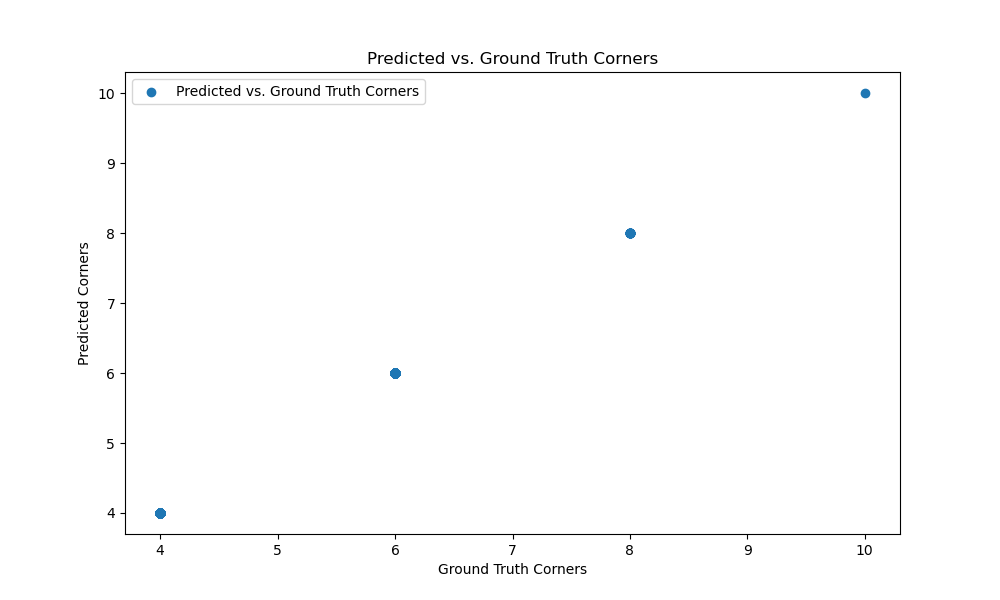 Predicted vs. Ground Truth Corners
Predicted vs. Ground Truth Corners
10
9
8
7
6
5
4
Predicted Corners
4 5 6 7 8 9 10
Ground Truth Corners